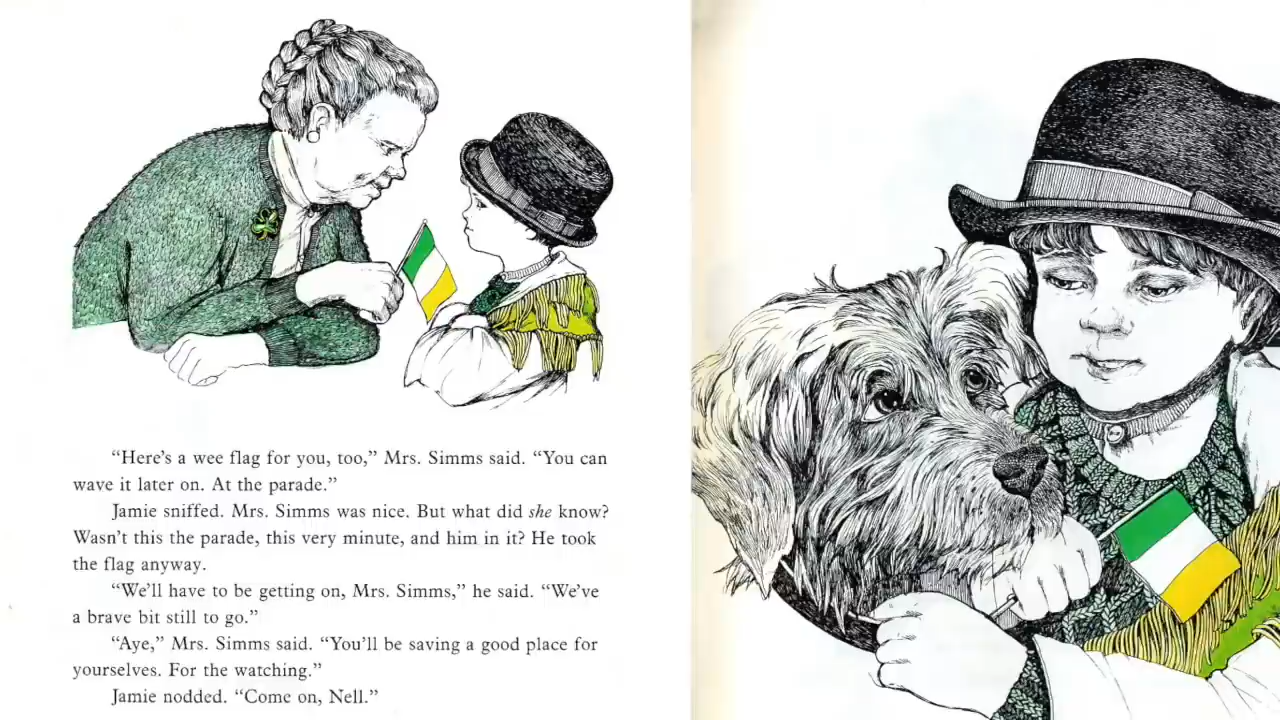 “Here’s a wee flag for you, too,” Mrs. Simms said. “You can
wave it later on. At the parade.”
Jamie sniffed. Mrs. Simms was nice. But what did she know?
Wasn’t this the parade, this very minute, and him in it? He took
the flag anyway.
“We’ll have to be getting on, Mrs. Simms,” he said. “We’ve
a brave bit still to go.”
“Aye,” Mrs. Simms said. “You’ll be saving a good place for
yourselves. For the watching.”
Jamie nodded. “Come on, Nell.”